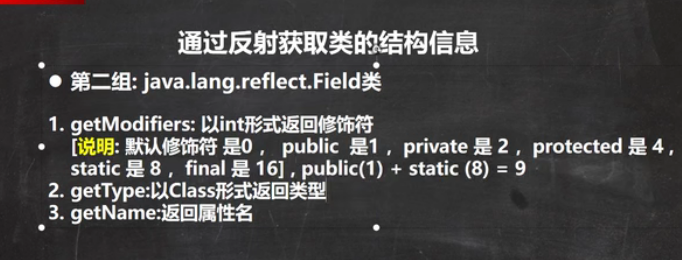 通过反射获取类的结构信息
● 第二组: java.lang.reflect.Field类
1. getModifiers: 以int形式返回修饰符
• [说明: 默认修饰符 是0 ， public 是1 ，private 是 2 ，protected 是 4 ，
static 是 8 ， final 是 16] , public(1) + static (8) = 9
2. getType:以Class形式返回类型
3. getName:返回属性名